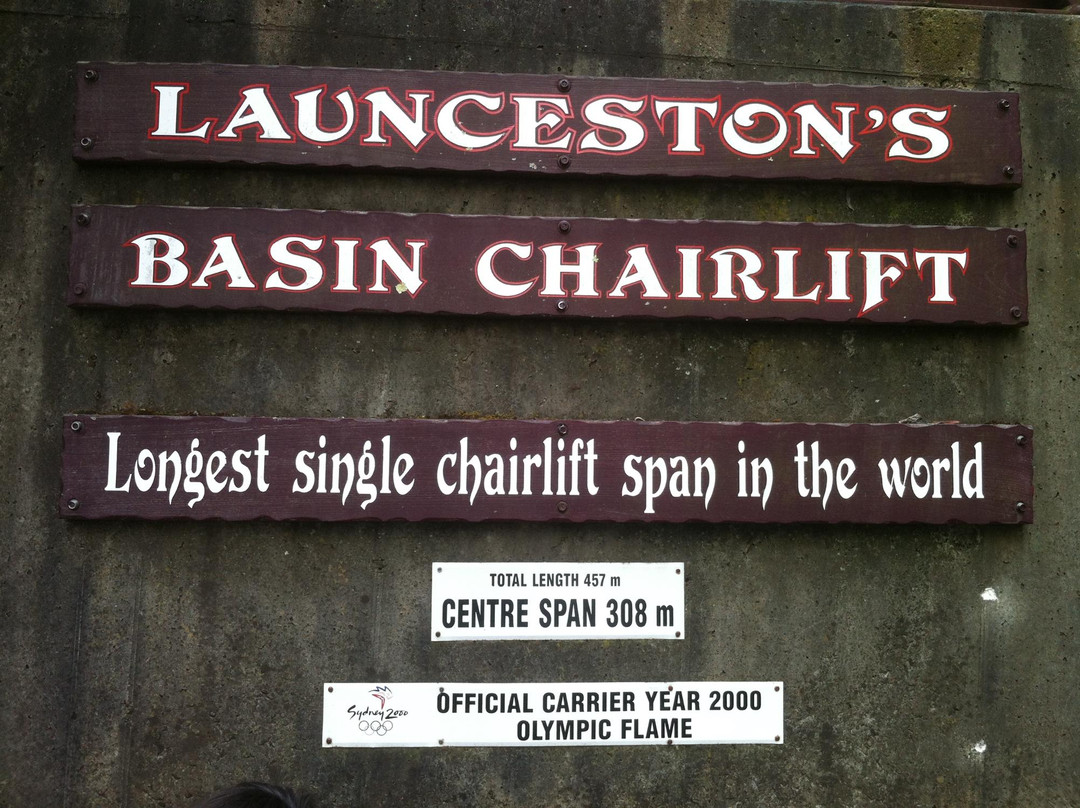 LAUNCESTON'S
BASIN CHAIRLIFT
Longest single chairlift span in the world
TOTAL LENGTH 457 m
CENTRE SPAN 308 m
Sydney 2000
OFFICIAL CARRIER YEAR 2000
OLYMPIC FLAME